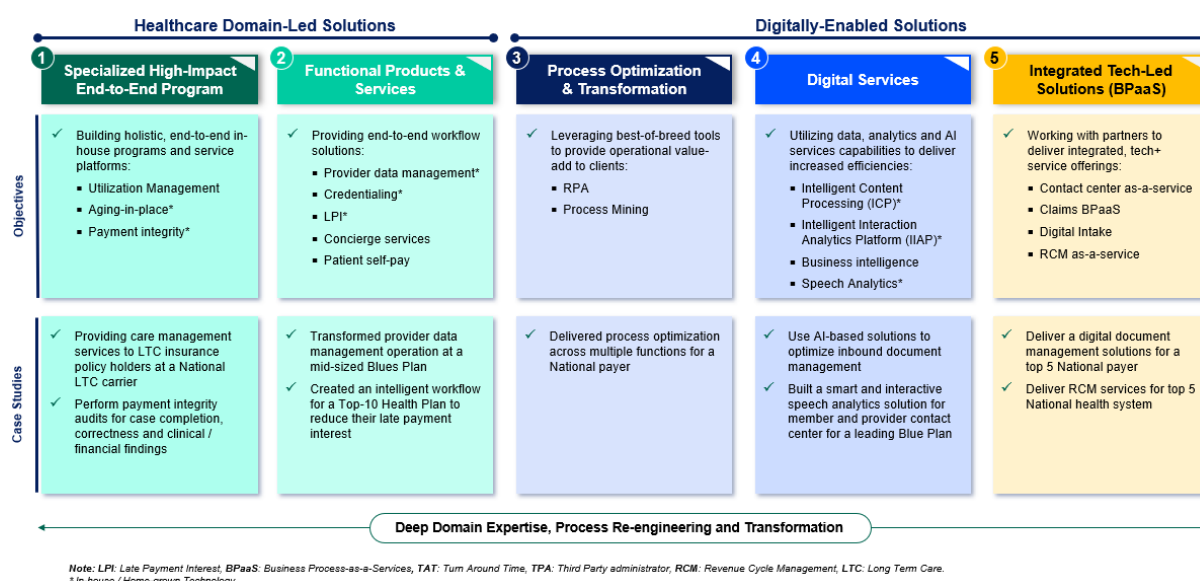 Healthcare Domain-Led Solutions
Digitally-Enabled Solutions
1
Specialized High-Impact
End-to-End Program
2
Functional Products &
Services
3
Process Optimization
& Transformation
4
Digital Services
5
Integrated Tech-Led
Solutions (BPaaS)
Objectives
✓ Building holistic, end-to-end in-
house programs and service
platforms:
▪ Utilization Management
▪ Aging-in-place*
▪ Payment integrity*
✓ Providing end-to-end workflow
solutions:
▪ Provider data management*
▪ Credentialing*
▪ LPI*
▪ Concierge services
▪ Patient self-pay
✓ Leveraging best-of-breed tools
to provide operational value-
add to clients:
▪ RPA
▪ Process Mining
✓ Utilizing data, analytics and AI
services capabilities to deliver
increased efficiencies:
▪ Intelligent Content
Processing (ICP)*
▪ Intelligent Interaction
Analytics Platform (IIAP)*
▪ Business intelligence
▪ Speech Analytics*
✓ Working with partners to
deliver integrated, tech+
service offerings:
▪ Contact center as-a-service
▪ Claims BPaaS
▪ Digital Intake
▪ RCM as-a-service
Case Studies
✓ Providing care management
services to LTC insurance
policy holders at a National
LTC carrier
✓ Perform payment integrity
audits for case completion,
correctness and clinical /
financial findings
✓ Transformed provider data
management operation at a
mid-sized Blues Plan
✓ Created an intelligent workflow
for a Top-10 Health Plan to
reduce their late payment
interest
✓ Delivered process optimization
across multiple functions for a
National payer
✓ Use AI-based solutions to
optimize inbound document
management
✓ Built a smart and interactive
speech analytics solution for
member and provider contact
center for a leading Blue Plan
✓ Deliver a digital document
management solutions for a
top 5 National payer
✓ Deliver RCM services for top 5
National health system
Deep Domain Expertise, Process Re-engineering and Transformation
Note: LPI: Late Payment Interest, BPaaS: Business Process-as-a-Services, TAT: Turn Around Time, TPA: Third Party administrator, RCM: Revenue Cycle Management, LTC: Long Term Care.
* In-house / Home-grown Technology